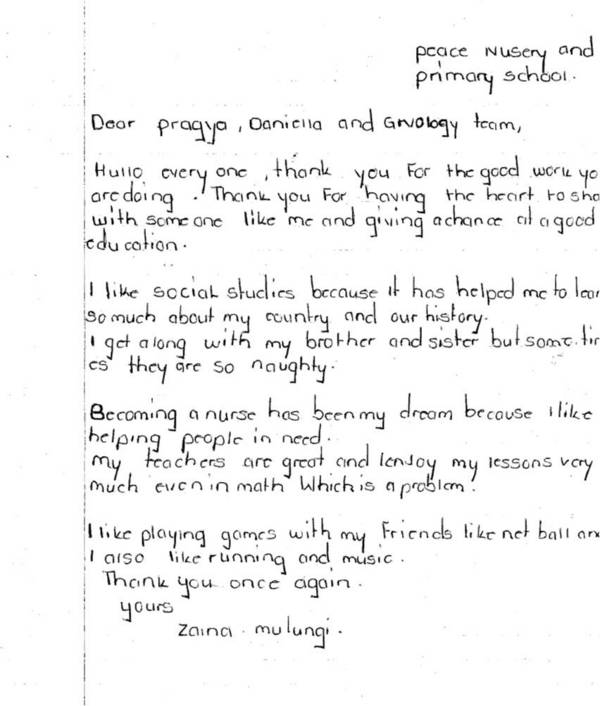 peace Nusery and
primary school.
Dear pragya, Daniella and Grvology team,
Hullo every one, thank you For the good work yo
are doing. Thank you For having the heart to sha
with some one like me and giving a chance at a good
education.
I like social studies because it has helped me to lear
so much about my country and our history.
I get along with my brother and sister but some.tim
es they are so naughty.
Becoming a nurse has been my dream because I like
helping people in need.
my teachers are great and I enjoy my lessons very
much even in math Which is a problem.
I like playing games with my Friends like net ball an
I also like running and music.
Thank you once again.
yours
Zaina. mulungi.